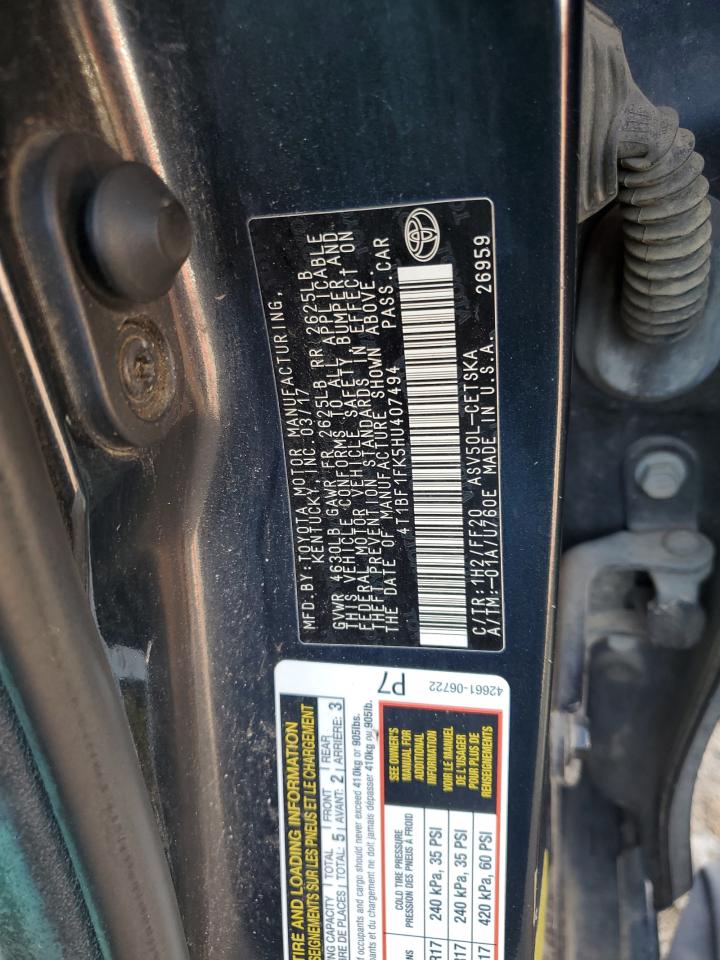 MFD.BY:TOYOTA MOTOR MANUFACTURING,
KENTUCKY, INC. 03/17
GVWR 4630LB GAWR FR 2625LB RR 2625LB
THIS VEHICLE CONFORMS TO ALL APPLICABLE
FEDERAL MOTOR VEHICLE SAFETY, BUMPER AND
THEFT PREVENTION STANDARDS IN EFFECT ON
THE DATE OF MANUFACTURE SHOWN ABOVE.
4T1BF1FK5HU407494 PASS.CAR
C/TR:1H2/FF20 ASV50L-CETSKA
A/TM:-01A/U760E MADE IN U.S.A. 26959
TIRE AND LOADING INFORMATION
RENSEIGNEMENTS SUR LES PNEUS ET LE CHARGEMENT
CAPACITY | TOTAL | FRONT | REAR
DE PLACES | TOTAL: 5 | AVANT: 2 | ARRIÈRE: 3
of occupants and cargo should never exceed 410kg or 905lbs.
et du chargement ne doit jamais dépasser 410kg ou 905lb.
P7
42661-06722
COLD TIRE PRESSURE
PRESSION DES PNEUS À FROID
SEE OWNER'S
MANUAL FOR
ADDITIONAL
INFORMATION
VOIR LE MANUEL
DE L'USAGER
POUR PLUS DE
RENSEIGNEMENTS
R17 240 kPa, 35 PSI
R17 240 kPa, 35 PSI
17 420 kPa, 60 PSI